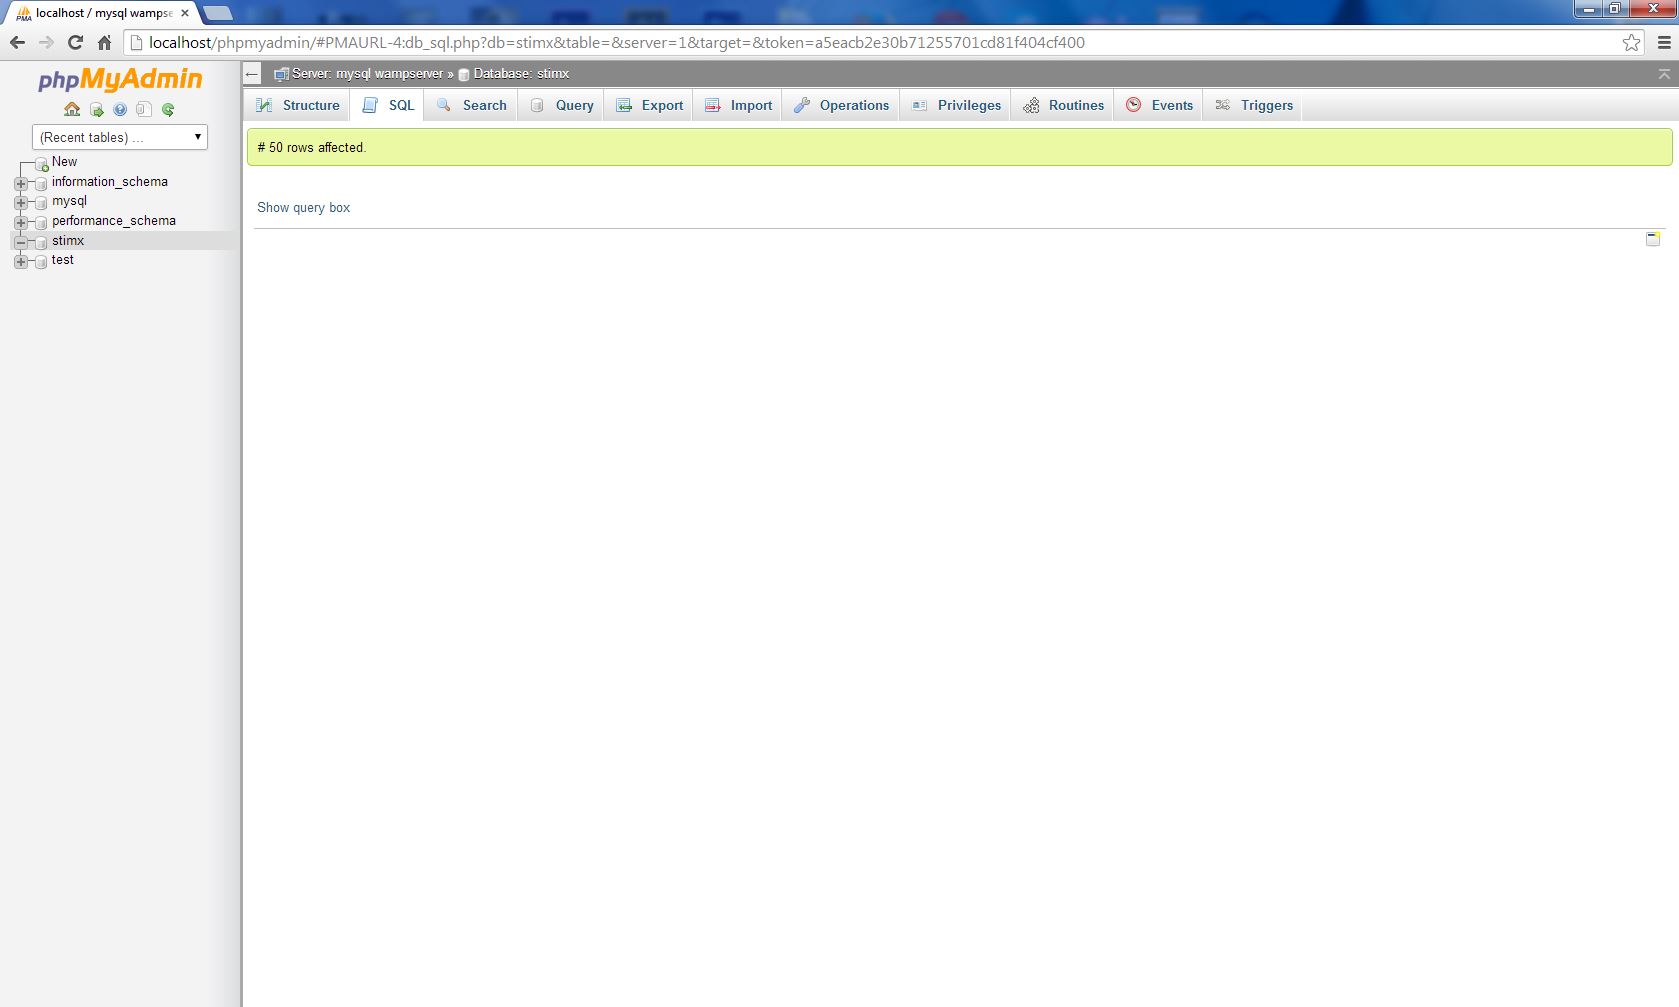 localhost / mysql wampse
localhost/phpmyadmin/#PMAURL-4:db_sql.php?db=stimx&table=&server=1&target=&token=a5eacb2e30b71255701cd81f404cf400
phpMyAdmin
(Recent tables) ...
New
information_schema
mysql
performance_schema
stimx
test
Server: mysql wampserver » Database: stimx
Structure SQL Search Query Export Import Operations Privileges Routines Events Triggers
# 50 rows affected.
Show query box